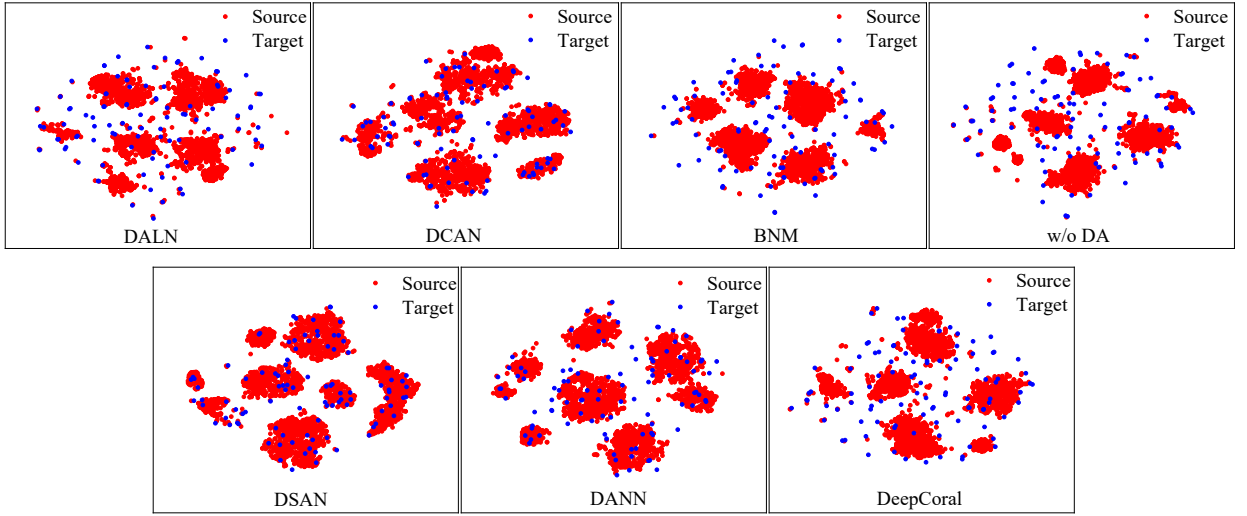 Source
Target
DALN
Source
Target
DCAN
Source
Target
BNM
Source
Target
w/o DA
Source
Target
DSAN
Source
Target
DANN
Source
Target
DeepCoral